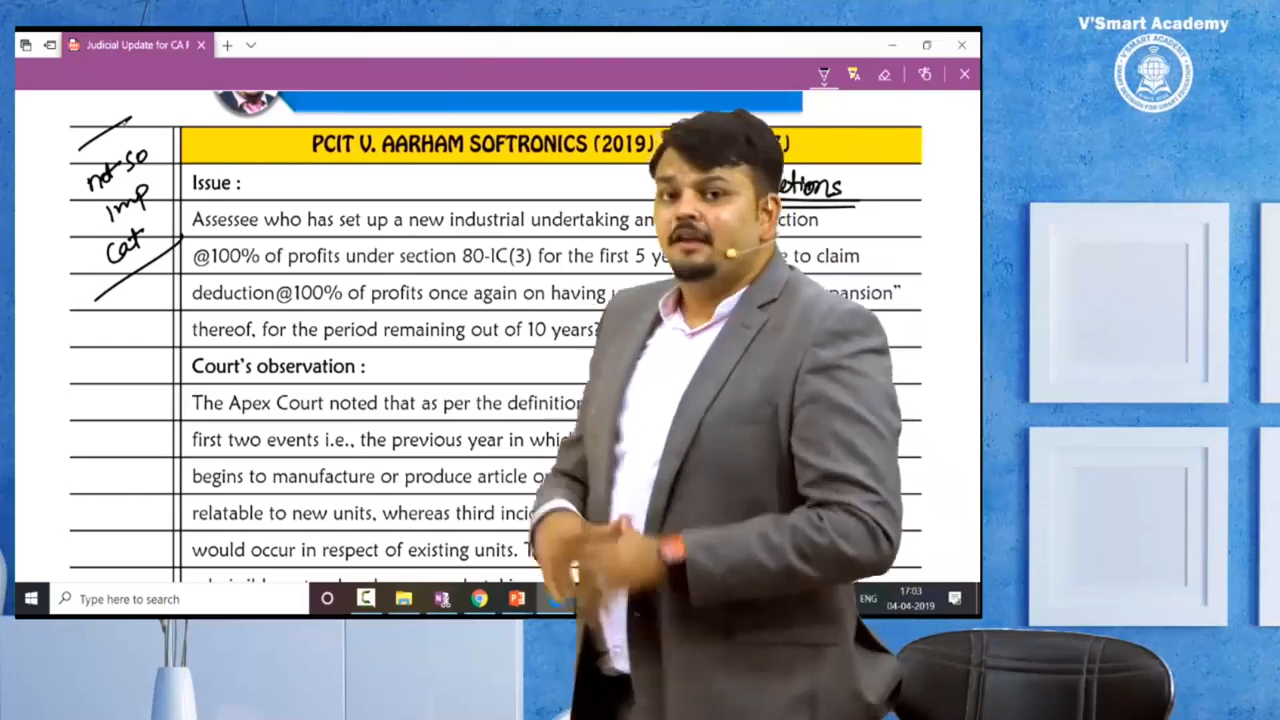 V'Smart Academy
Judicial Update for CA F
not so
Imp
Cat
PCIT V. AARHAM SOFTRONICS (2019)
Issue :
Assessee who has set up a new industrial undertaking
@100% of profits under section 80-IC(3) for the first 5 to claim
deduction@100% of profits once again on having
thereof, for the period remaining out of 10 years?
Court's observation :
The Apex Court noted that as per the definition
first two events i.e., the previous year in
begins to manufacture or produce article
relatable to new units, whereas third
would occur in respect of existing units.
Type here to search
ENG
17:03
04-04-2019